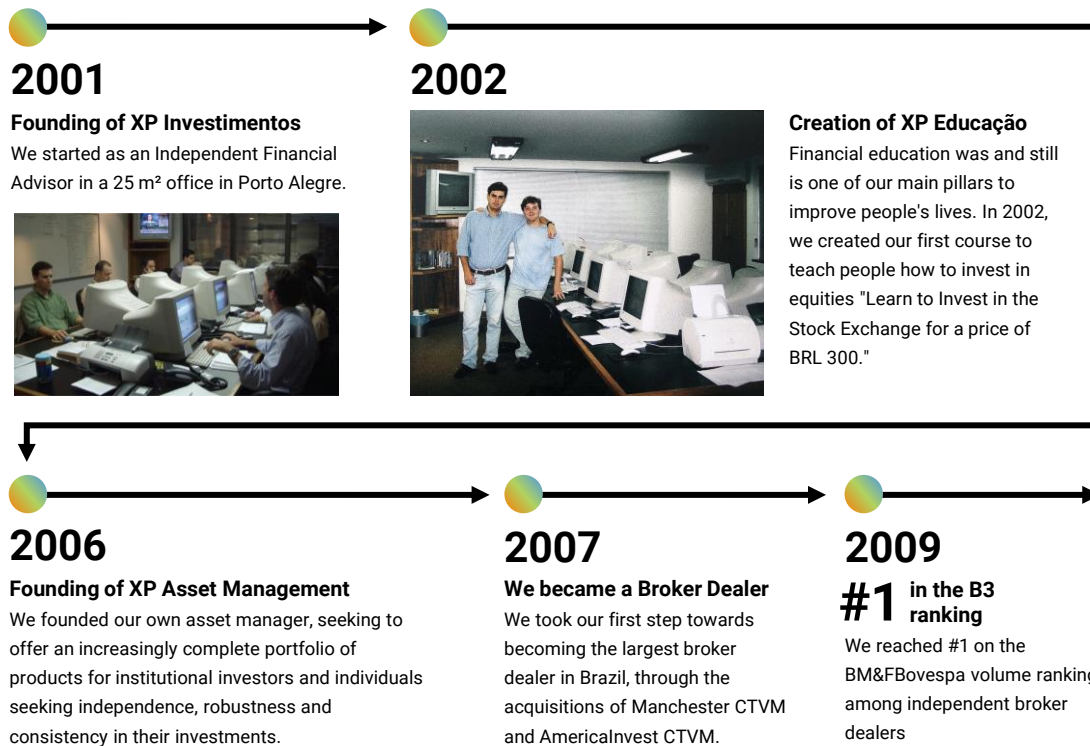 2001
Founding of XP Investimentos
We started as an Independent Financial
Advisor in a 25 m² office in Porto Alegre.
2002
Creation of XP Educação
Financial education was and still
is one of our main pillars to
improve people's lives. In 2002,
we created our first course to
teach people how to invest in
equities "Learn to Invest in the
Stock Exchange for a price of
BRL 300."
2006
Founding of XP Asset Management
We founded our own asset manager, seeking to
offer an increasingly complete portfolio of
products for institutional investors and individuals
seeking independence, robustness and
consistency in their investments.
2007
We became a Broker Dealer
We took our first step towards
becoming the largest broker
dealer in Brazil, through the
acquisitions of Manchester CTVM
and AmericaInvest CTVM.
2009
#1 in the B3
ranking
We reached #1 on the
BM&FBovespa volume ranking
among independent broker
dealers